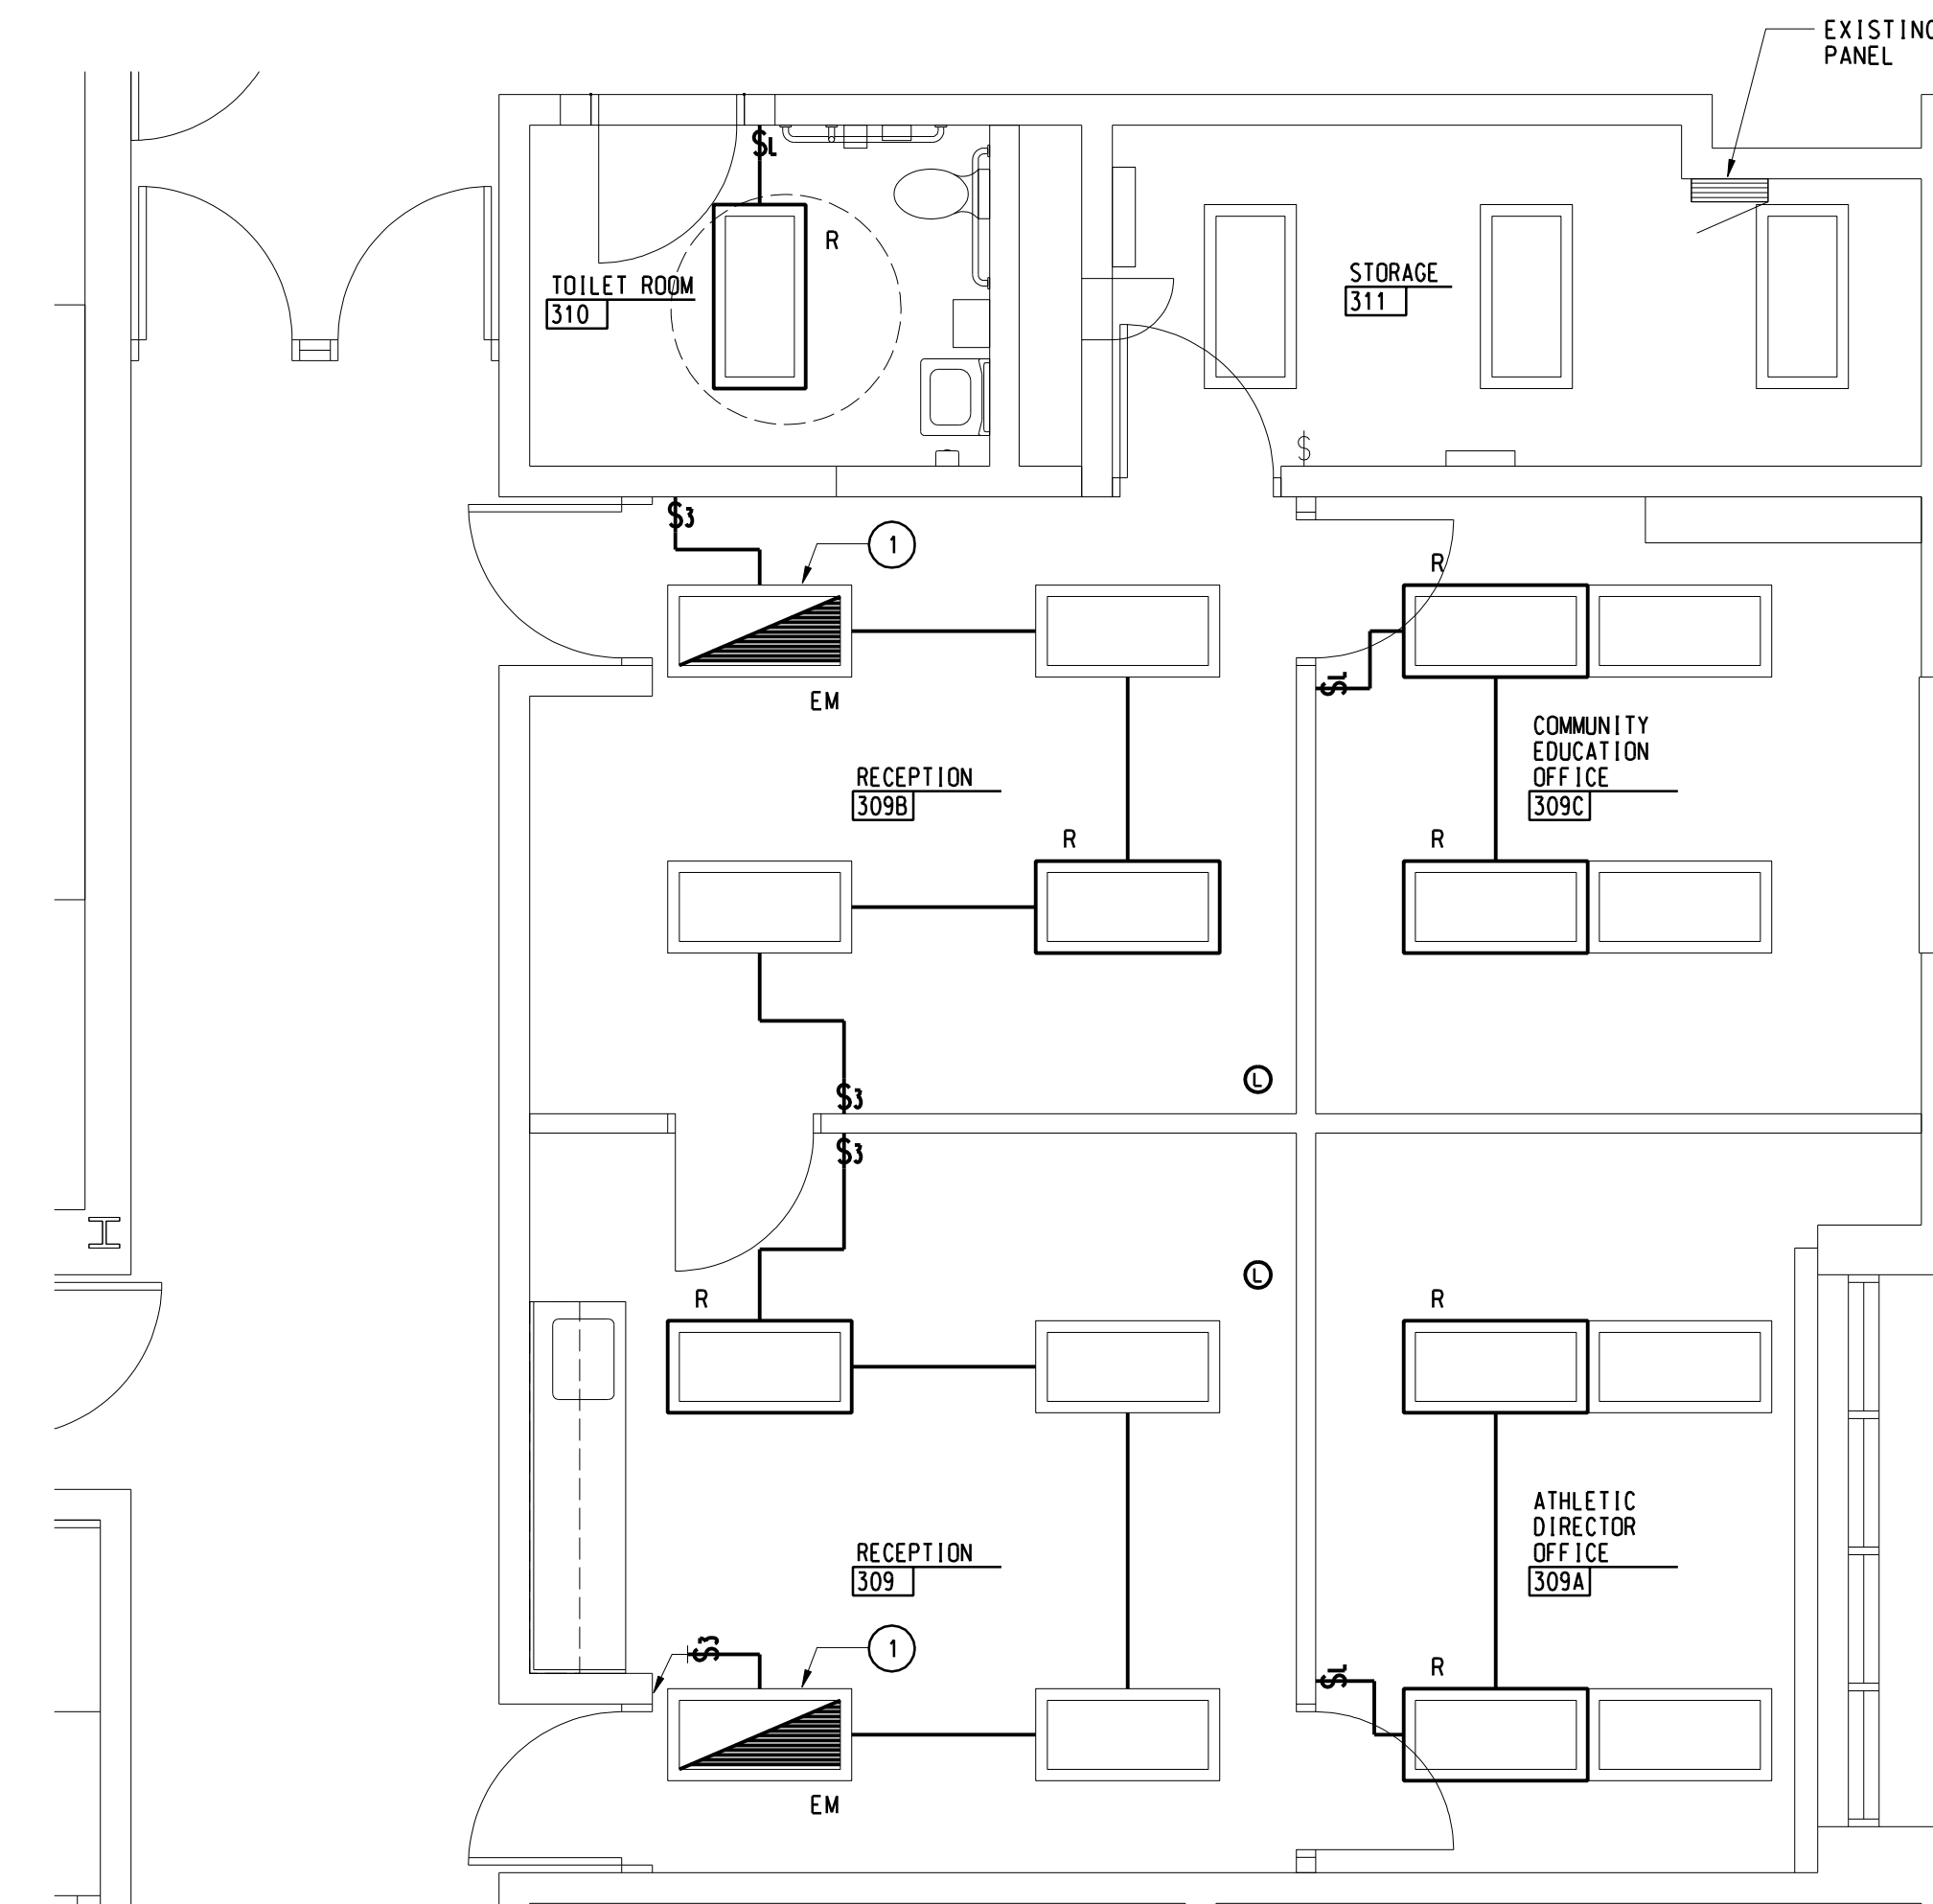 EXISTING
PANEL
$L
R
TOILET ROOM
310
STORAGE
311
$
$3
1
R
EM
$L
COMMUNITY
EDUCATION
OFFICE
309C
RECEPTION
309B
R
R
L
$3
$3
L
R
R
ATHLETIC
DIRECTOR
OFFICE
309A
RECEPTION
309
$3
1
R
$L
EM